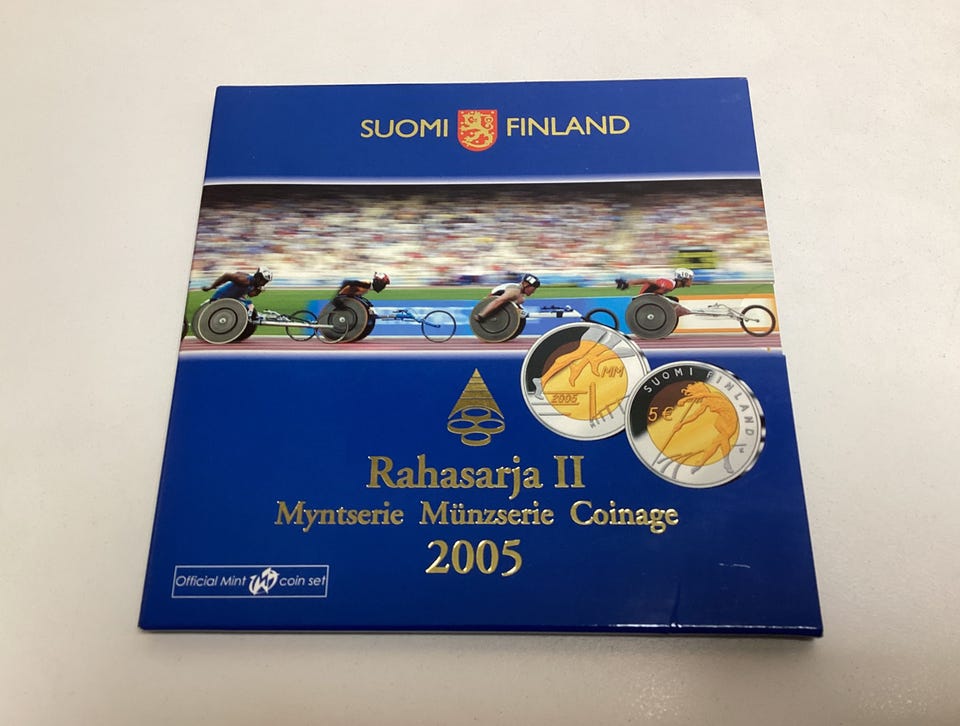 SUOMI FINLAND
MM
2005
SUOMI FINLAND
5 €
Rahasarja II
Myntserie Münzserie Coinage
2005
Official Mint coin set